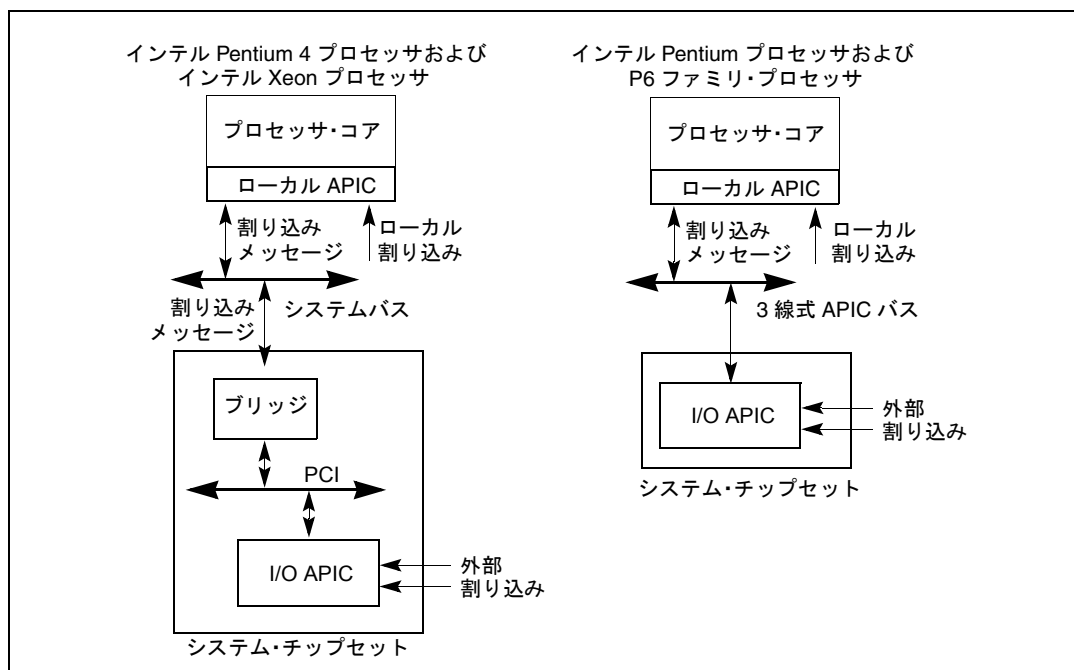 インテル Pentium 4 プロセッサおよび
インテル Xeon プロセッサ
プロセッサ・コア
ローカル APIC
割り込み
メッセージ
ローカル
割り込み
割り込み
メッセージ
システムバス
ブリッジ
PCI
I/O APIC
外部
割り込み
システム・チップセット
インテル Pentium プロセッサおよび
P6 ファミリ・プロセッサ
プロセッサ・コア
ローカル APIC
割り込み
メッセージ
ローカル
割り込み
3 線式 APIC バス
I/O APIC
外部
割り込み
システム・チップセット